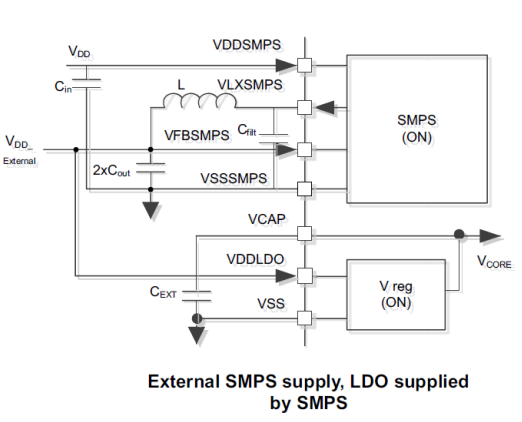 VDDSMPS
VDD
Cin
L
VLXSMPS
SMPS
(ON)
VFBSMPS
Cfilt
VDD_
External
2xCout
VSSSMPS
VCAP
VCORE
VDDLDO
CEXT
V reg
(ON)
VSS
External SMPS supply, LDO supplied
by SMPS